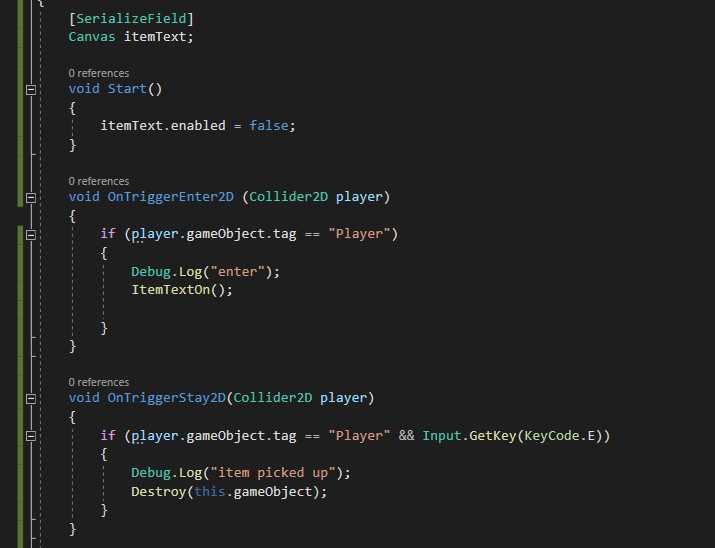 {
[SerializeField]
Canvas itemText;
0 references
void Start()
{
itemText.enabled = false;
}
0 references
void OnTriggerEnter2D (Collider2D player)
{
if (player.gameObject.tag == "Player")
{
Debug.Log("enter");
ItemTextOn();
}
}
0 references
void OnTriggerStay2D(Collider2D player)
{
if (player.gameObject.tag == "Player" && Input.GetKey(KeyCode.E))
{
Debug.Log("item picked up");
Destroy(this.gameObject);
}
}